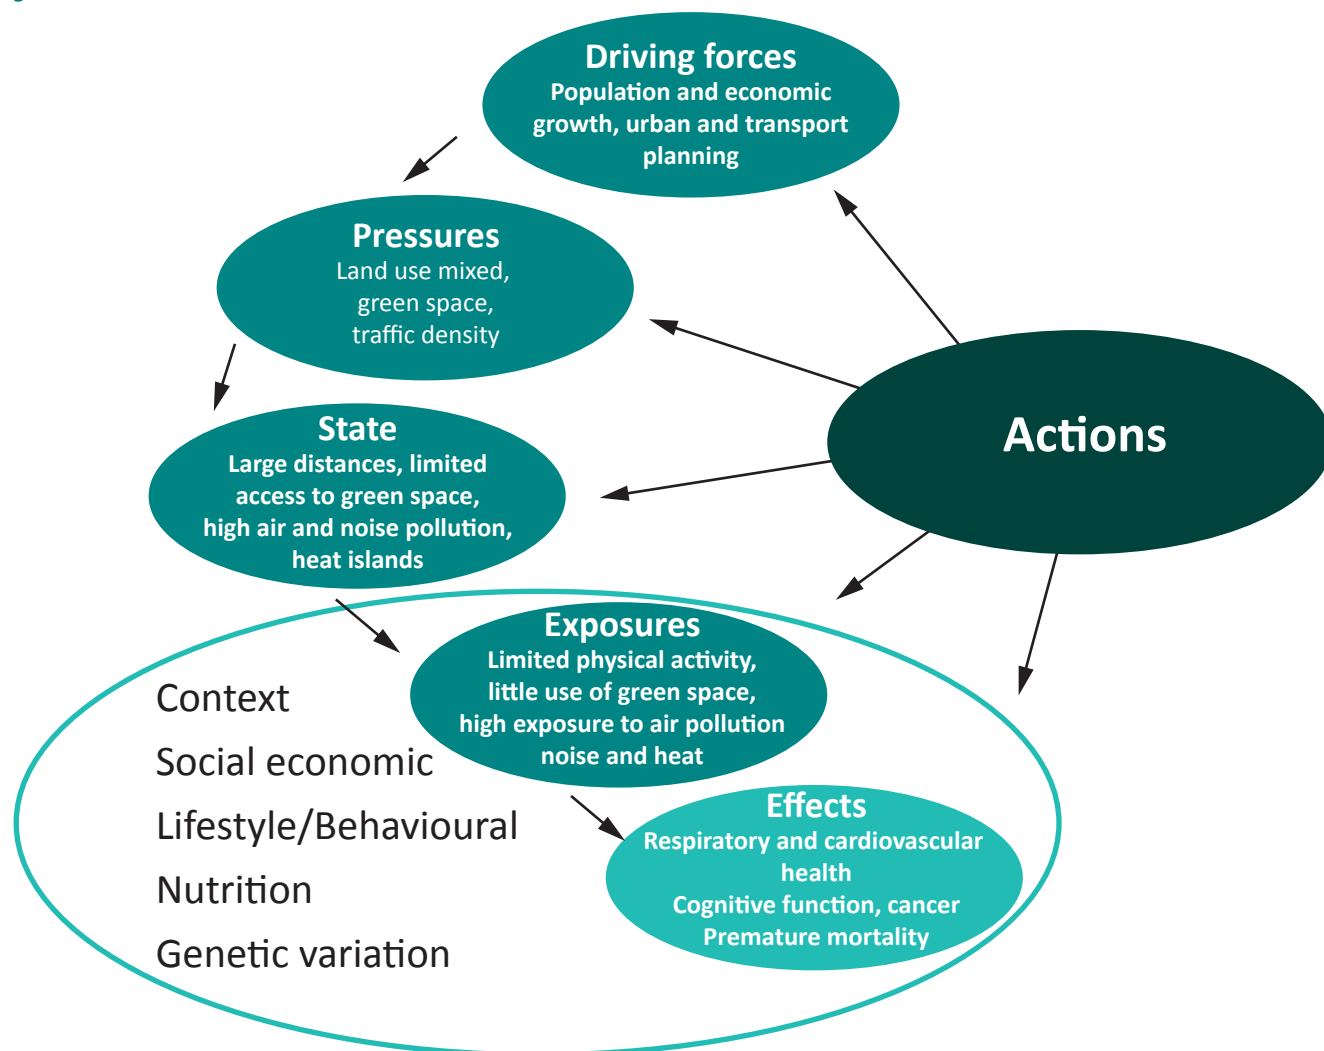 Driving forces
Population and economic
growth, urban and transport
planning
Pressures
Land use mixed,
green space,
traffic density
State
Large distances, limited
access to green space,
high air and noise pollution,
heat islands
Actions
Exposures
Limited physical activity,
little use of green space,
high exposure to air pollution
noise and heat
Context
Social economic
Lifestyle/Behavioural
Nutrition
Genetic variation
Effects
Respiratory and cardiovascular
health
Cognitive function, cancer
Premature mortality